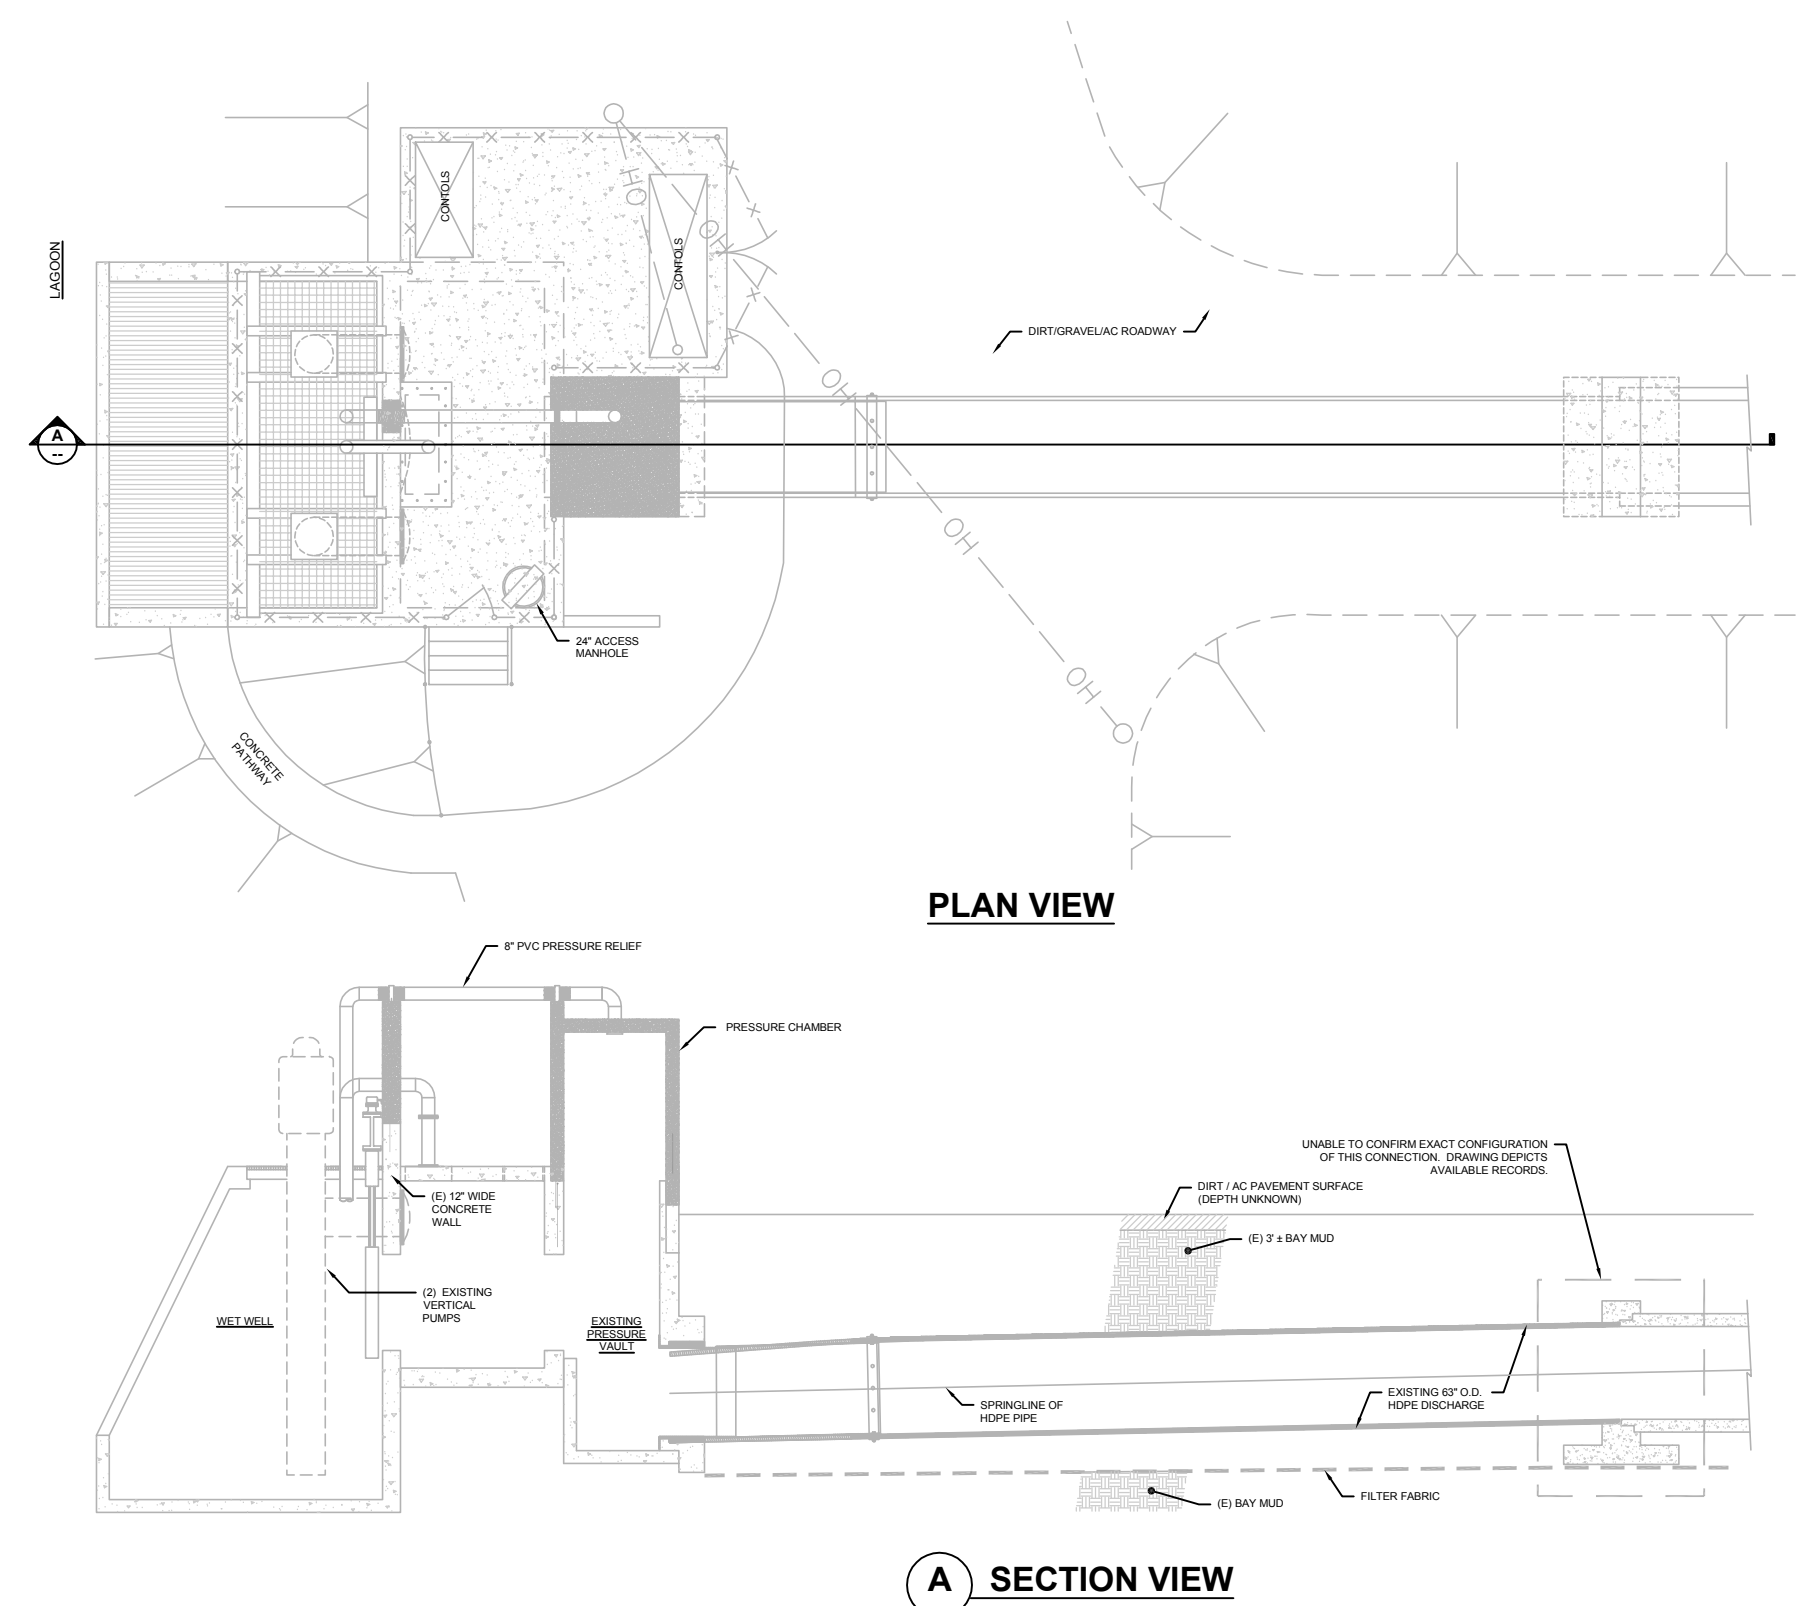 CONTOLS
CONTOLS
LAGOON
OH
OH
OH
OH
OH
DIRT/GRAVEL/AC ROADWAY
A
--
24" ACCESS
MANHOLE
CONCRETE
PATHWAY
PLAN VIEW
8" PVC PRESSURE RELIEF
PRESSURE CHAMBER
UNABLE TO CONFIRM EXACT CONFIGURATION
OF THIS CONNECTION. DRAWING DEPICTS
AVAILABLE RECORDS.
DIRT / AC PAVEMENT SURFACE
(DEPTH UNKNOWN)
(E) 12" WIDE
CONCRETE
WALL
(E) 3' ± BAY MUD
(2) EXISTING
VERTICAL
PUMPS
WET WELL
EXISTING
PRESSURE
VAULT
SPRINGLINE OF
HDPE PIPE
EXISTING 63" O.D.
HDPE DISCHARGE
FILTER FABRIC
(E) BAY MUD
A
SECTION VIEW